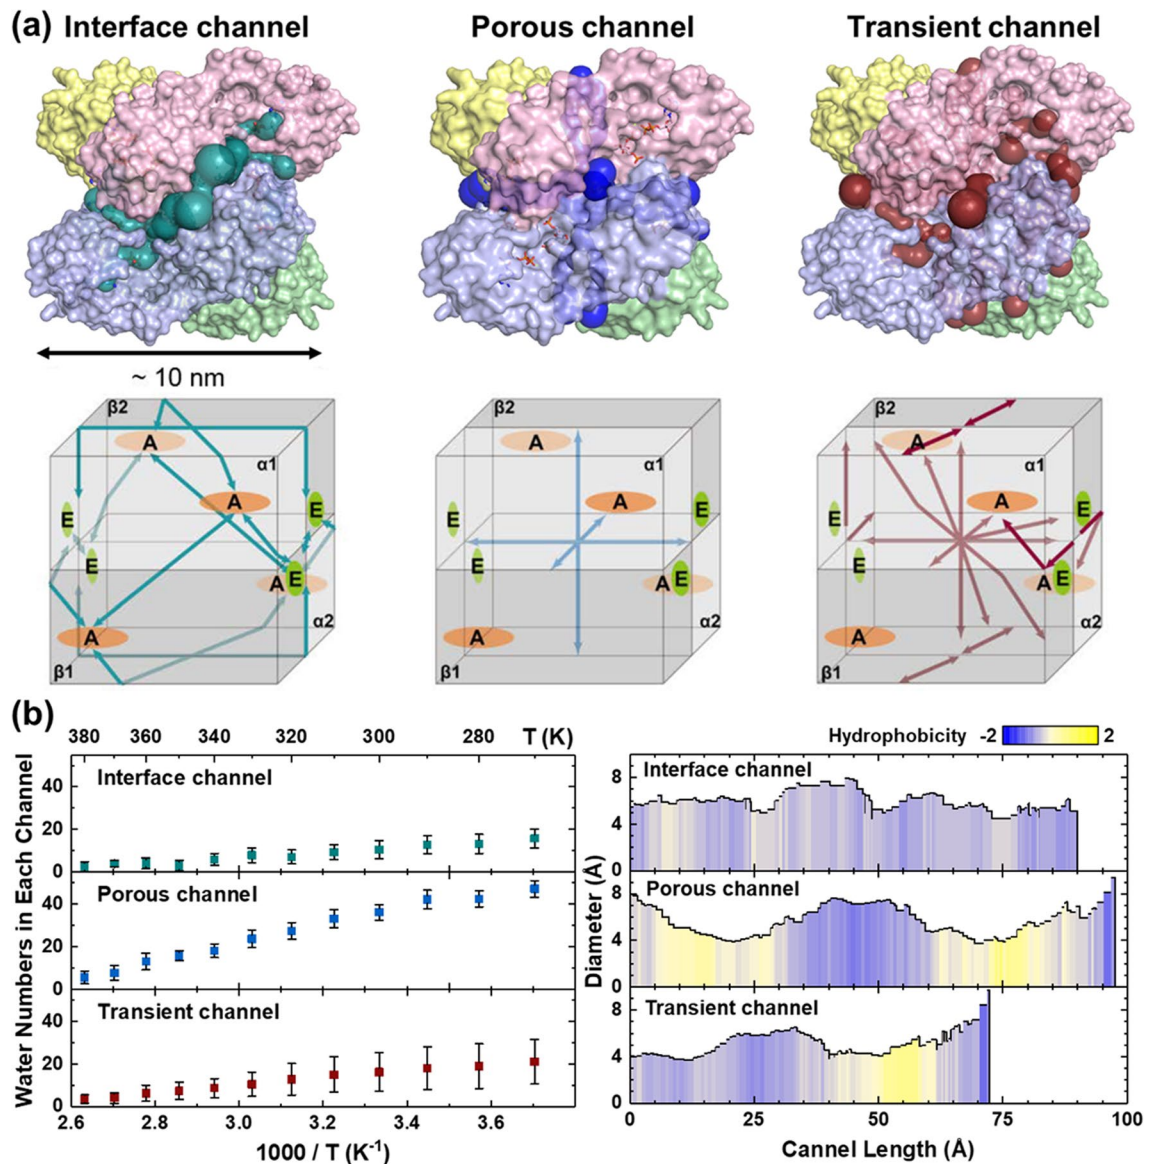 (a) Interface channel Porous channel Transient channel
~ 10 nm
β2 β2 β2
A A A
α1 α1 α1
A A A
E E E E E E
E E E
A E A E A E
α2 α2 α2
A A A
β1 β1 β1
(b)
380 360 340 320 300 280 T (K)
Hydrophobicity -2 2
Water Numbers in Each Channel
40
20
0
Interface channel
40
20
0
Porous channel
40
20
0
Transient channel
2.6 2.8 3.0 3.2 3.4 3.6
1000 / T (K⁻¹)
Diameter (Å)
8
4
0
Interface channel
8
4
0
Porous channel
8
4
0
Transient channel
0 25 50 75 100
Cannel Length (Å)